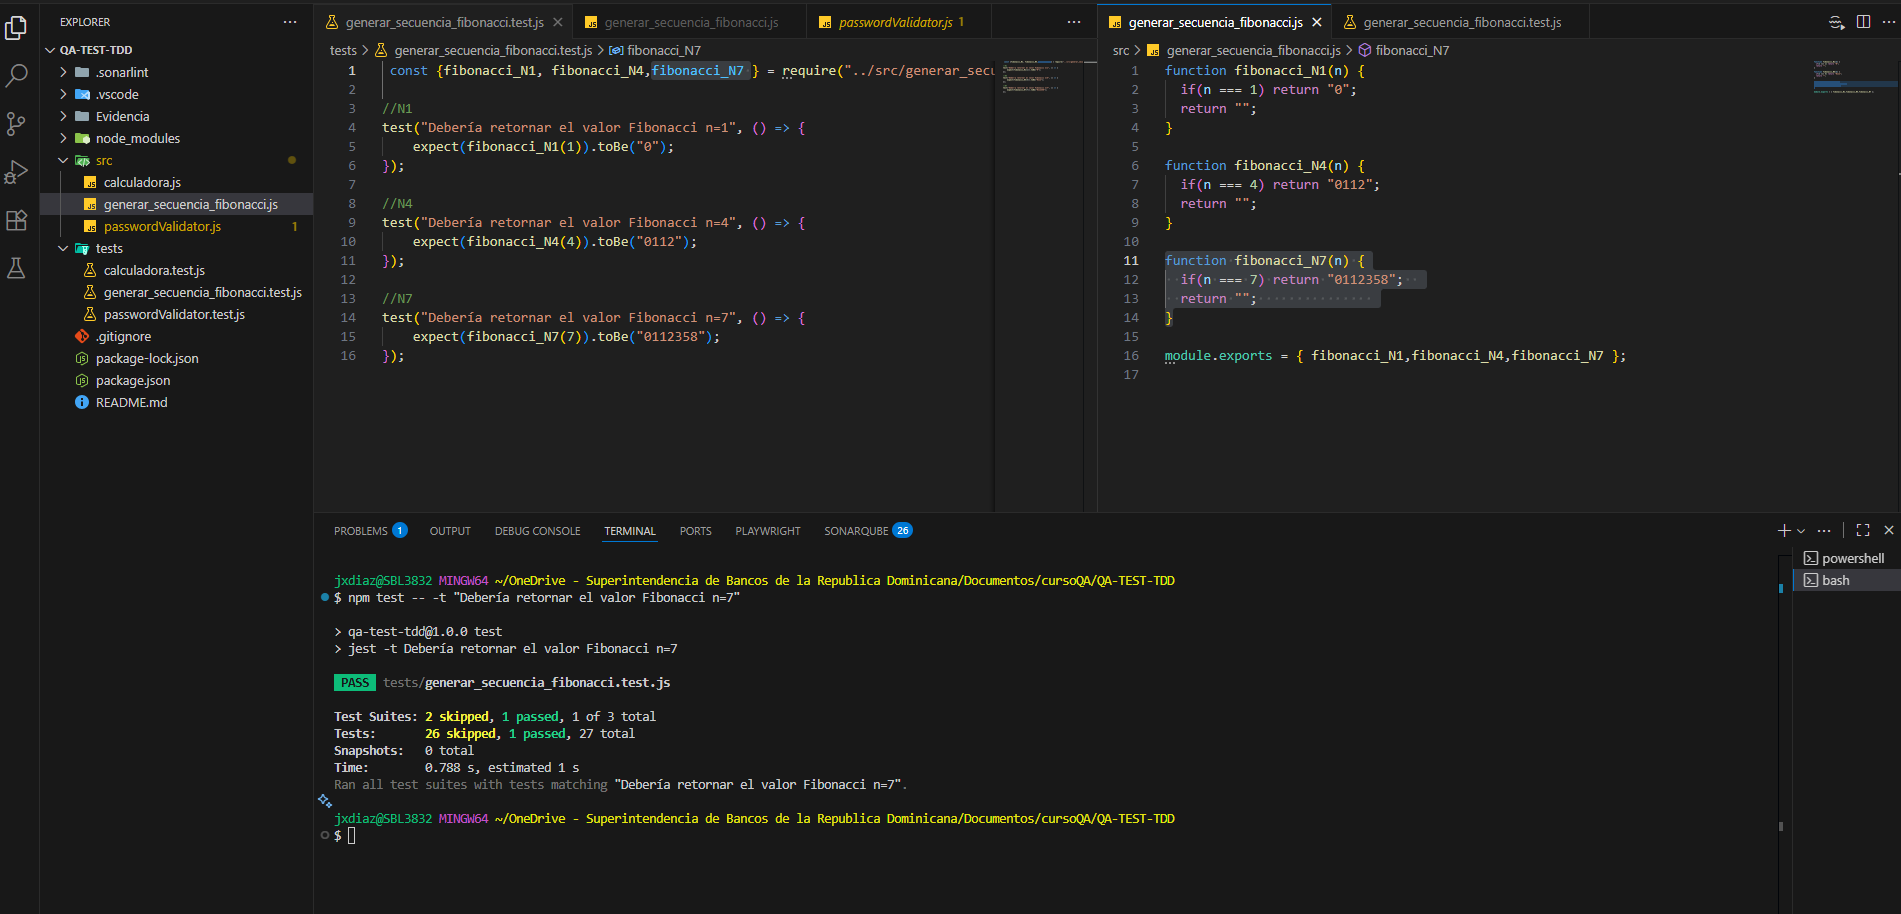 EXPLORER
QA-TEST-TDD
.sonarlint
.vscode
Evidencia
node_modules
src
calculadora.js
generar_secuencia_fibonacci.js
passwordValidator.js 1
tests
calculadora.test.js
generar_secuencia_fibonacci.test.js
passwordValidator.test.js
.gitignore
package-lock.json
package.json
README.md
generar_secuencia_fibonacci.test.js
generar_secuencia_fibonacci.js
passwordValidator.js 1
tests > generar_secuencia_fibonacci.test.js > fibonacci_N7
1 const {fibonacci_N1, fibonacci_N4,fibonacci_N7 } = require("../src/generar_secu
2
3 //N1
4 test("Debería retornar el valor Fibonacci n=1", () => {
5 expect(fibonacci_N1(1)).toBe("0");
6 });
7
8 //N4
9 test("Debería retornar el valor Fibonacci n=4", () => {
10 expect(fibonacci_N4(4)).toBe("0112");
11 });
12
13 //N7
14 test("Debería retornar el valor Fibonacci n=7", () => {
15 expect(fibonacci_N7(7)).toBe("0112358");
16 });
generar_secuencia_fibonacci.js
generar_secuencia_fibonacci.test.js
src > generar_secuencia_fibonacci.js > fibonacci_N7
1 function fibonacci_N1(n) {
2 if(n === 1) return "0";
3 return "";
4 }
5
6 function fibonacci_N4(n) {
7 if(n === 4) return "0112";
8 return "";
9 }
10
11 function fibonacci_N7(n) {
12 if(n === 7) return "0112358";
13 return "";
14 }
15
16 module.exports = { fibonacci_N1,fibonacci_N4,fibonacci_N7 };
17
PROBLEMS 1 OUTPUT DEBUG CONSOLE TERMINAL PORTS PLAYWRIGHT SONARQUBE 26
powershell
bash
jxdiaz@SBL3832 MINGW64 ~/OneDrive - Superintendencia de Bancos de la Republica Dominicana/Documentos/cursoQA/QA-TEST-TDD
$ npm test -- -t "Debería retornar el valor Fibonacci n=7"
> qa-test-tdd@1.0.0 test
> jest -t Debería retornar el valor Fibonacci n=7
PASS tests/generar_secuencia_fibonacci.test.js
Test Suites: 2 skipped, 1 passed, 1 of 3 total
Tests: 26 skipped, 1 passed, 27 total
Snapshots: 0 total
Time: 0.788 s, estimated 1 s
Ran all test suites with tests matching "Debería retornar el valor Fibonacci n=7".
jxdiaz@SBL3832 MINGW64 ~/OneDrive - Superintendencia de Bancos de la Republica Dominicana/Documentos/cursoQA/QA-TEST-TDD
$